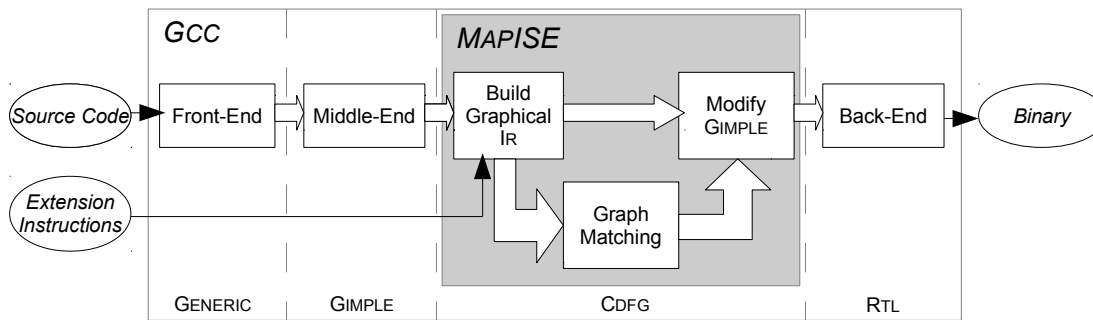 GCC
MAPISE
Source Code
Front-End
Middle-End
Build
Graphical
IR
Modify
GIMPLE
Back-End
Binary
Extension
Instructions
Graph
Matching
GENERIC
GIMPLE
CDFG
RTL